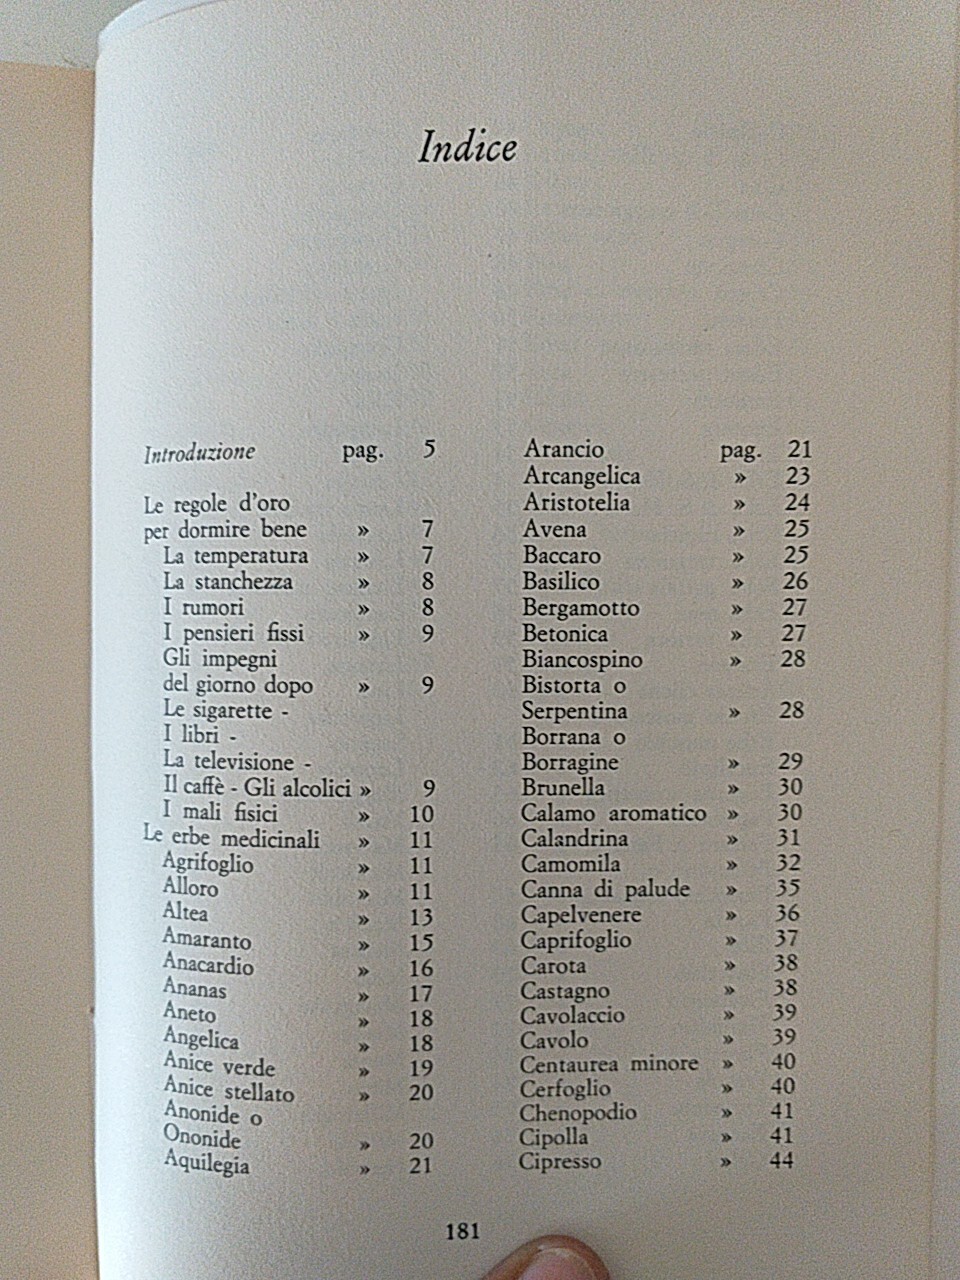 Indice
Introduzione pag. 5
Le regole d'oro
per dormire bene » 7
La temperatura » 7
La stanchezza » 8
I rumori » 8
I pensieri fissi » 9
Gli impegni
del giorno dopo » 9
Le sigarette -
I libri -
La televisione -
Il caffè - Gli alcolici » 9
I mali fisici » 10
Le erbe medicinali » 11
Agrifoglio » 11
Alloro » 11
Altea » 13
Amaranto » 15
Anacardio » 16
Ananas » 17
Aneto » 18
Angelica » 18
Anice verde » 19
Anice stellato » 20
Anonide o
Ononide » 20
Aquilegia » 21
Arancio pag. 21
Arcangelica » 23
Aristotelia » 24
Avena » 25
Baccaro » 25
Basilico » 26
Bergamotto » 27
Betonica » 27
Biancospino » 28
Bistorta o
Serpentina » 28
Borrana o
Borragine » 29
Brunella » 30
Calamo aromatico » 30
Calandrina » 31
Camomila » 32
Canna di palude » 35
Capelvenere » 36
Caprifoglio » 37
Carota » 38
Castagno » 38
Cavolaccio » 39
Cavolo » 39
Centaurea minore » 40
Cerfoglio » 40
Chenopodio » 41
Cipolla » 41
Cipresso » 44
181